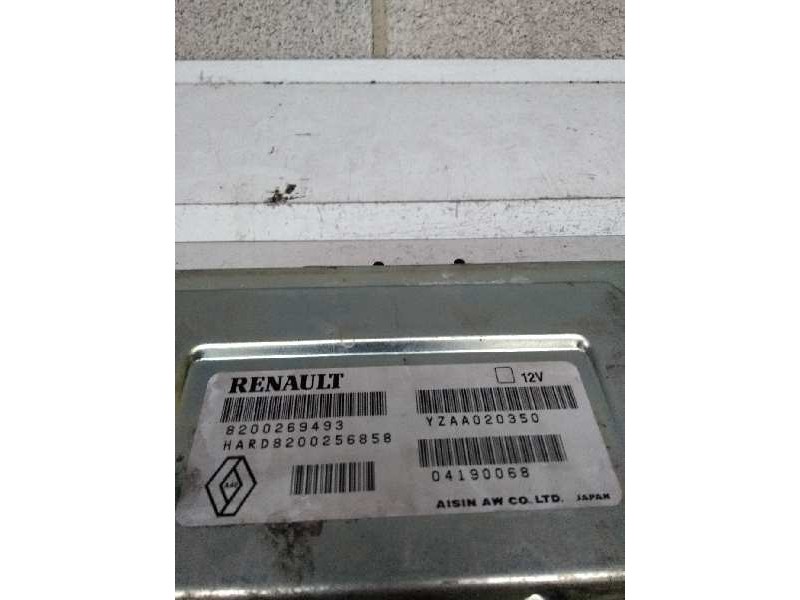 RENAULT
12V
8200269493
YZAA020350
HARD8200256858
04190068
AISIN AW CO.,LTD. JAPAN